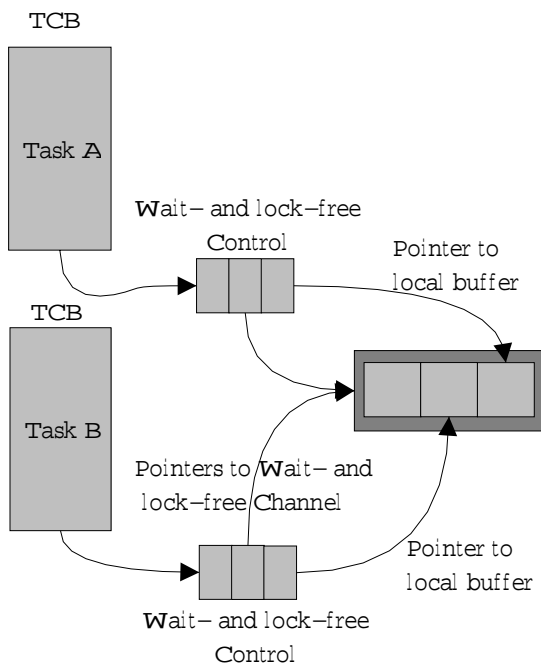 TCB
Task A
Wait– and lock–free
Control
Pointer to
local buffer
TCB
Task B
Pointers to Wait– and
lock–free Channel
Pointer to
local buffer
Wait– and lock–free
Control